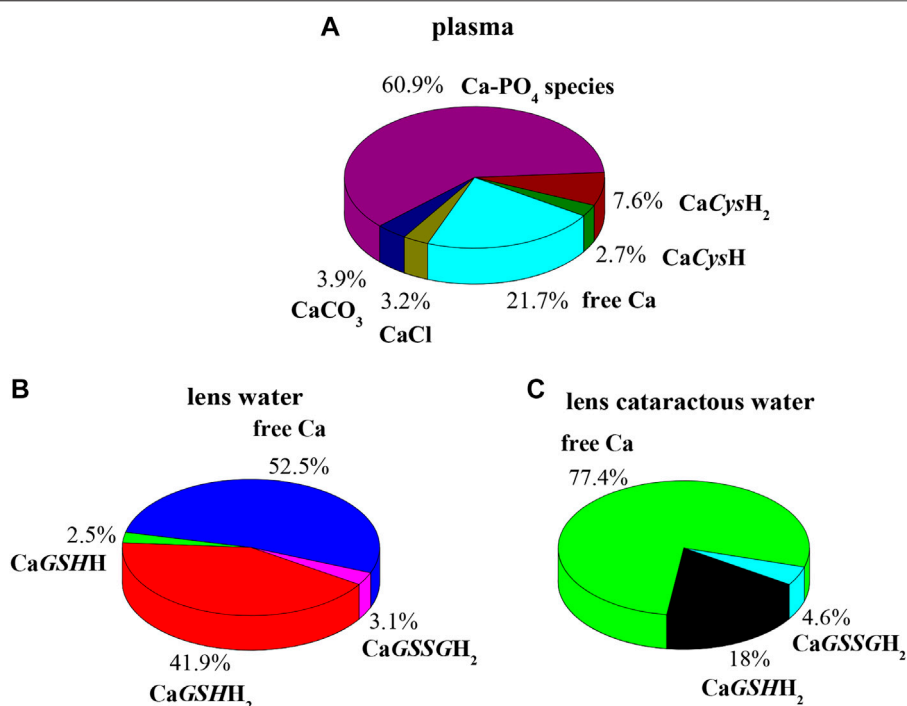 A
plasma
60.9% Ca-PO₄ species
7.6% CaCysH₂
2.7% CaCysH
21.7% free Ca
3.2%
CaCl
3.9%
CaCO₃
B
lens water
free Ca
52.5%
2.5%
CaGSHH
3.1%
CaGSSGH₂
41.9%
CaGSHH₂
C
lens cataractous water
free Ca
77.4%
4.6%
CaGSSGH₂
18%
CaGSHH₂